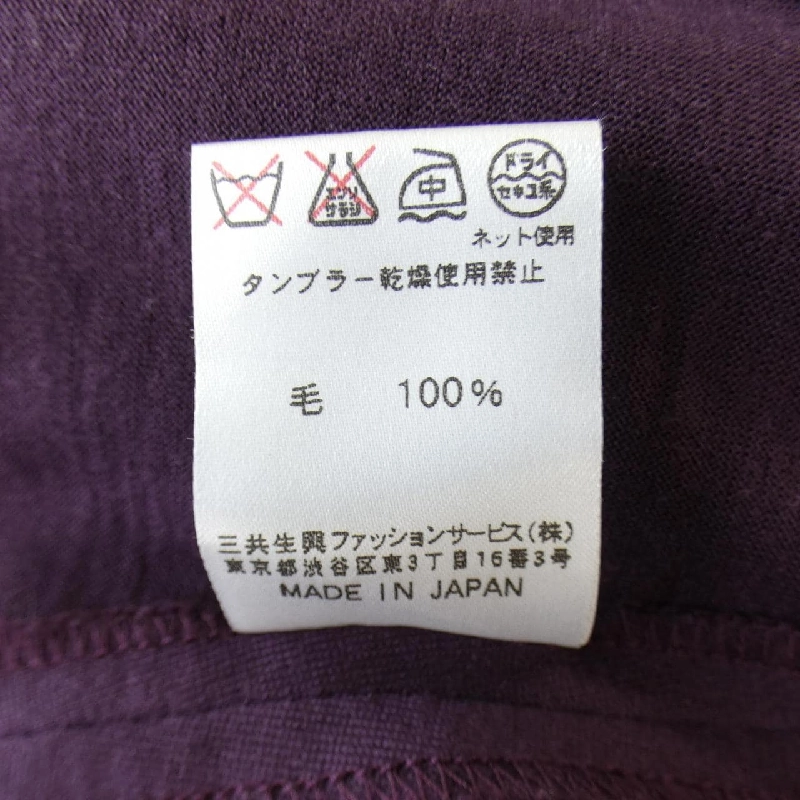 エンソ
サラシ
中
ドライ
セキユ系
ネット使用
タンブラー乾燥使用禁止
毛 100%
三共生興ファッションサービス(株)
東京都渋谷区東3丁目16番3号
MADE IN JAPAN